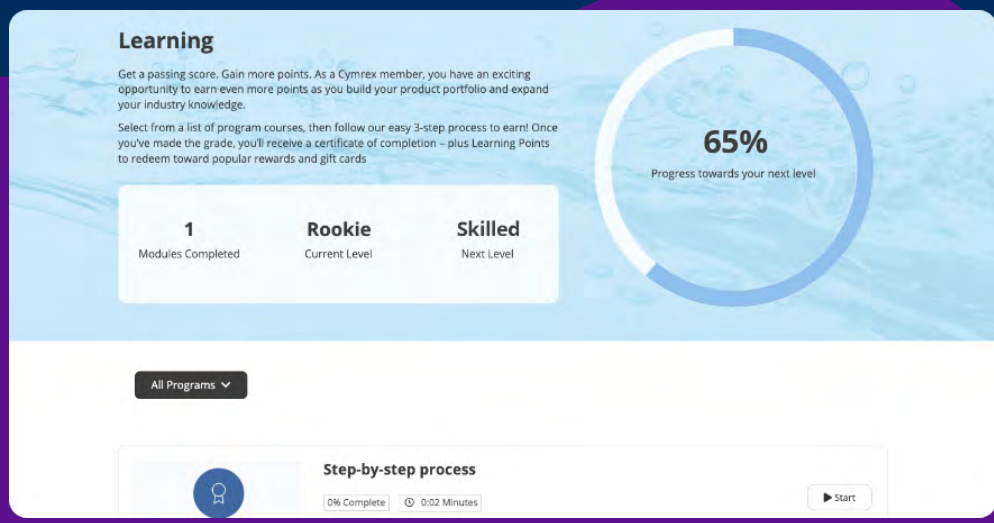 Learning
Get a passing score. Gain more points. As a Cymrex member, you have an exciting
opportunity to earn even more points as you build your product portfolio and expand
your industry knowledge.
Select from a list of program courses, then follow our easy 3-step process to earn! Once
you've made the grade, you'll receive a certificate of completion – plus Learning Points
to redeem toward popular rewards and gift cards
65%
Progress towards your next level
1
Modules Completed
Rookie
Current Level
Skilled
Next Level
All Programs
Step-by-step process
0% Complete
0:02 Minutes
Start